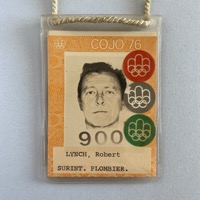 COJO 76
900
LYNCH, Robert
SURINT. PLOMBIER.